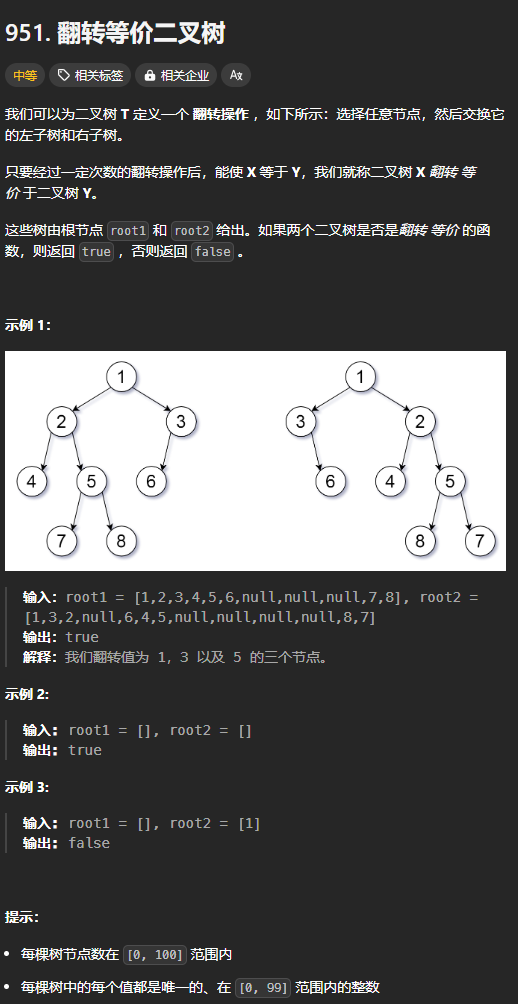 951. 翻转等价二叉树
中等 相关标签 相关企业 Aあ
我们可以为二叉树 T 定义一个 翻转操作 ，如下所示：选择任意节点，然后交换它
的左子树和右子树。
只要经过一定次数的翻转操作后，能使 X 等于 Y，我们就称二叉树 X 翻转 等
价 于二叉树 Y。
这些树由根节点 root1 和 root2 给出。如果两个二叉树是否是翻转 等价 的函
数，则返回 true ，否则返回 false 。
示例 1：
1 1
2 3 3 2
4 5 6 6 4 5
7 8 8 7
输入：root1 = [1,2,3,4,5,6,null,null,null,7,8], root2 =
[1,3,2,null,6,4,5,null,null,null,null,8,7]
输出：true
解释：我们翻转值为 1，3 以及 5 的三个节点。
示例 2:
输入: root1 = [], root2 = []
输出: true
示例 3:
输入: root1 = [], root2 = [1]
输出: false
提示：
每棵树节点数在 [0, 100] 范围内
每棵树中的每个值都是唯一的、在 [0, 99] 范围内的整数